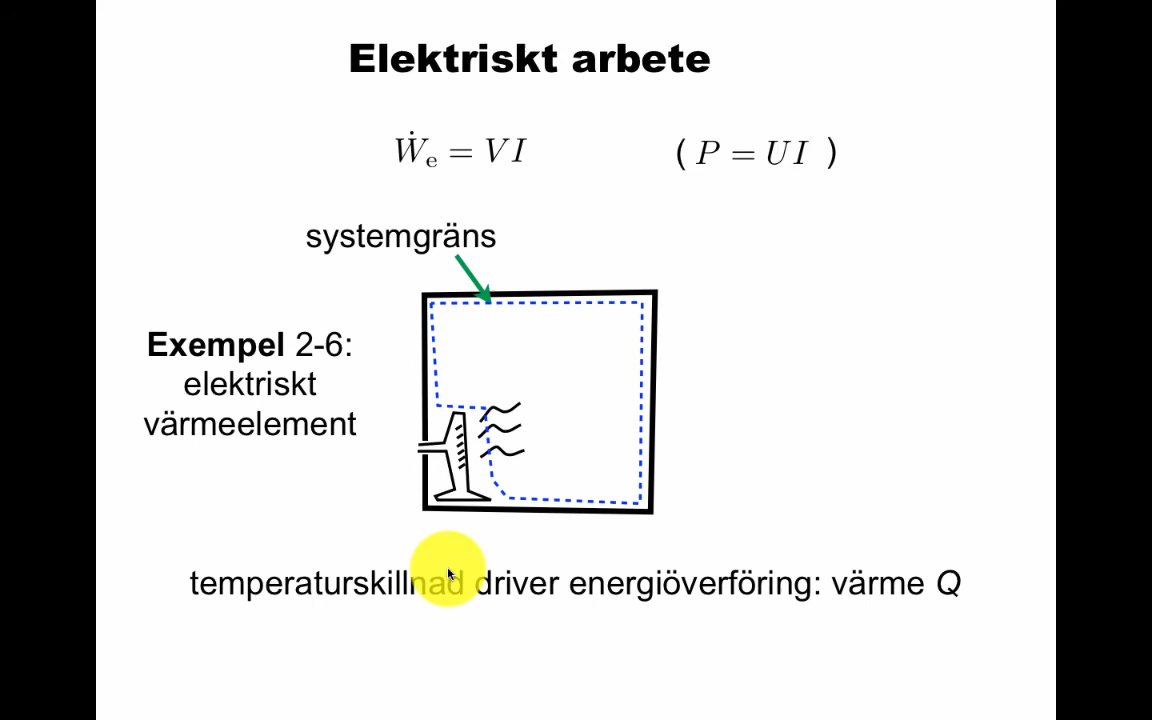 Elektriskt arbete
Ẇₑ = VI ( P = UI )
systemgräns
Exempel 2-6:
elektriskt
värmeelement
temperaturskillnad driver energiöverföring: värme Q